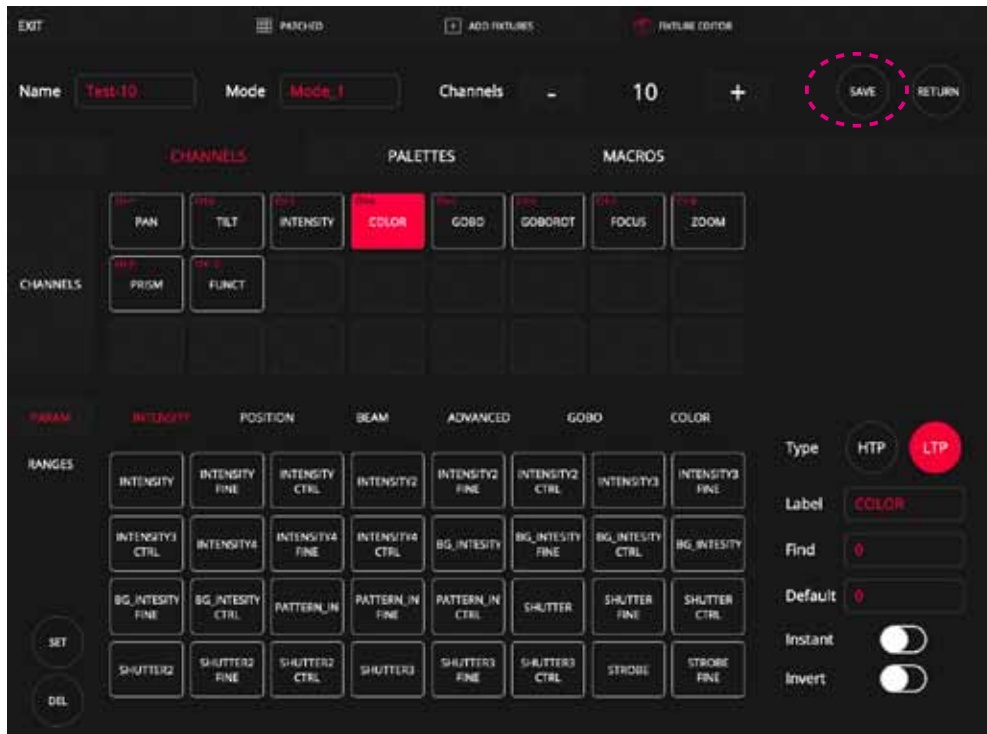 EXIT PATCHED ADD FIXTURES FIXTURE EDITOR
Name Test-10 Mode Mode_1 Channels - 10 + SAVE RETURN
CHANNELS PALETTES MACROS
PAN TILT INTENSITY COLOR GOBO GOBOROT FOCUS ZOOM
CHANNELS PRISM FUNCT
PARAM INTENSITY POSITION BEAM ADVANCED GOBO COLOR
RANGES
INTENSITY INTENSITY FINE INTENSITY CTRL INTENSITY2 INTENSITY2 FINE INTENSITY2 CTRL INTENSITY3 INTENSITY3 FINE
INTENSITY3 CTRL INTENSITY4 INTENSITY4 FINE INTENSITY4 CTRL BG_INTESITY BG_INTESITY FINE BG_INTESITY CTRL BG_INTESITY
BG_INTESITY FINE BG_INTESITY CTRL PATTERN_IN PATTERN_IN FINE PATTERN_IN CTRL SHUTTER SHUTTER FINE SHUTTER CTRL
SHUTTER2 SHUTTER2 FINE SHUTTER2 CTRL SHUTTER3 SHUTTER3 FINE SHUTTER3 CTRL STROBE STROBE FINE
SET
DEL
Type HTP LTP
Label COLOR
Find 0
Default 0
Instant
Invert